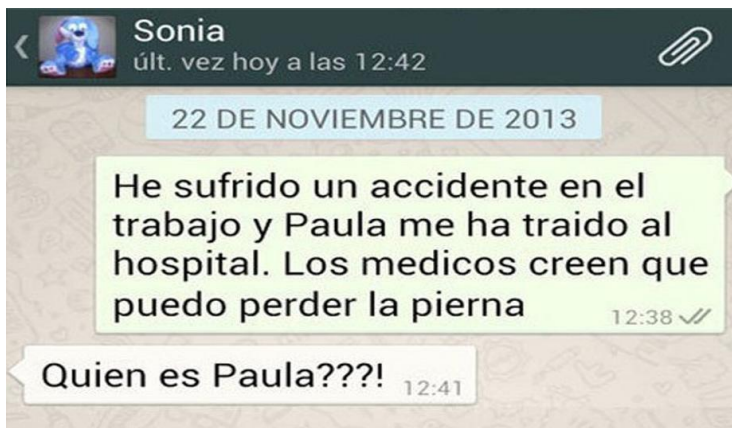 Sonia
últ. vez hoy a las 12:42
22 DE NOVIEMBRE DE 2013
He sufrido un accidente en el
trabajo y Paula me ha traido al
hospital. Los medicos creen que
puedo perder la pierna
12:38
Quien es Paula???! 12:41